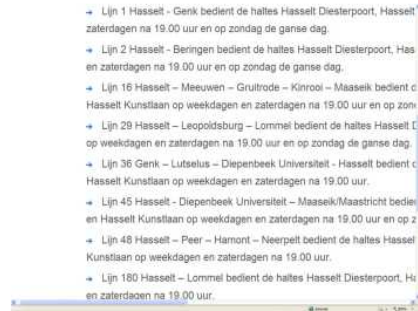 Lijn 1 Hasselt - Genk bedient de haltes Hasselt Diesterpoort, Hasselt
zaterdagen na 19.00 uur en op zondag de ganse dag.
Lijn 2 Hasselt - Beringen bedient de haltes Hasselt Diesterpoort, Has
en zaterdagen na 19.00 uur en op zondag de ganse dag.
Lijn 16 Hasselt – Meeuwen – Gruitrode – Kinrooi – Maaseik bedient d
Hasselt Kunstlaan op weekdagen en zaterdagen na 19.00 uur en op zon
Lijn 29 Hasselt – Leopoldsburg – Lommel bedient de haltes Hasselt D
op weekdagen en zaterdagen na 19.00 uur en op zondag de ganse dag.
Lijn 36 Genk – Lutselus – Diepenbeek Universiteit - Hasselt bedient d
Hasselt Kunstlaan op weekdagen en zaterdagen na 19.00 uur.
Lijn 45 Hasselt - Diepenbeek Universiteit – Maaseik/Maastricht bedien
en Hasselt Kunstlaan op weekdagen en zaterdagen na 19.00 uur en op z
Lijn 48 Hasselt – Peer – Hamont – Neerpelt bedient de haltes Hassel
Kunstlaan op weekdagen en zaterdagen na 19.00 uur.
Lijn 180 Hasselt – Lommel bedient de haltes Hasselt Diesterpoort, Ha
en zaterdagen na 19.00 uur.